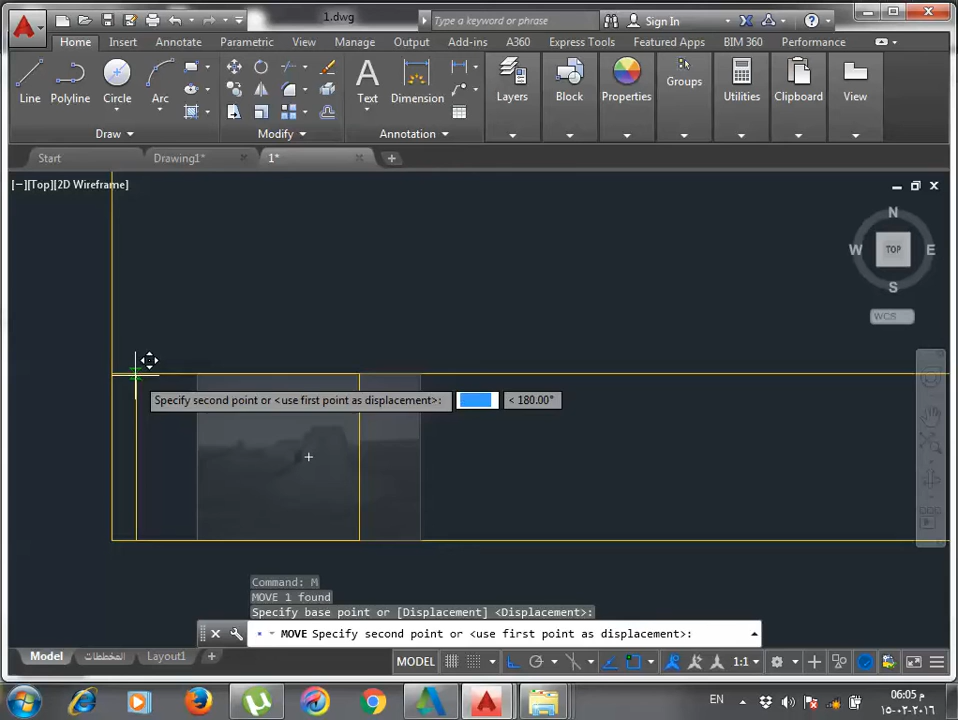 1.dwg
Type a keyword or phrase
Sign In
Home Insert Annotate Parametric View Manage Output Add-ins A360 Express Tools Featured Apps BIM 360 Performance
Line Polyline Circle Arc Text Dimension Layers Block Properties Groups Utilities Clipboard View
Draw Modify Annotation
Start Drawing1* 1*
[−][Top][2D Wireframe]
N
W TOP E
S
WCS
Specify second point or <use first point as displacement>: < 180.00°
Command: M
MOVE 1 found
Specify base point or [Displacement] <Displacement>:
MOVE Specify second point or <use first point as displacement>:
Model المخططات Layout1
MODEL 1:1
EN
06:05 م
١٥-٠٢-٢٠١٦